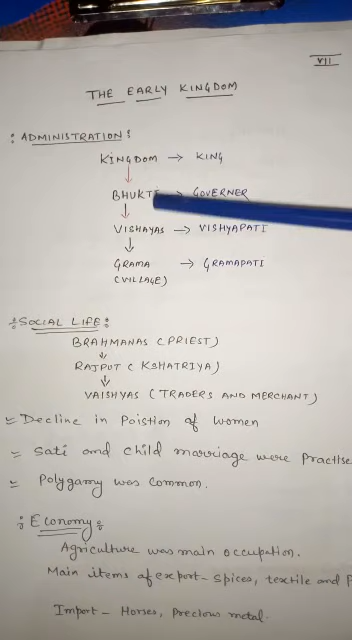 VII
THE EARLY KINGDOM
: ADMINISTRATION :
KINGDOM → KING
↓
BHUKTI → GOVERNER
↓
VISHAYAS → VISHYAPATI
↓
GRAMA → GRAMAPATI
(VILLAGE)
: SOCIAL LIFE :
BRAHMANAS (PRIEST)
↓
RAJPUT (KSHATRIYA)
↓
VAISHYAS (TRADERS AND MERCHANT)
= Decline in Poistion of women
= Sati and Child marriage were Practise
= Polygamy was Common.
: Economy :
Agriculture was main occupation.
Main items of export - Spices, textile and
Import - Horses, Precious metal.